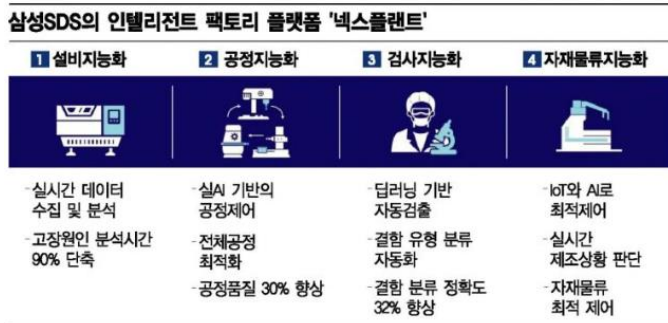 삼성SDS의 인텔리전트 팩토리 플랫폼 '넥스플랜트'
1 설비지능화
2 공정지능화
3 검사지능화
4 자재물류지능화
-실시간 데이터
수집 및 분석
-고장원인 분석시간
90% 단축
-실AI 기반의
공정제어
-전체공정
최적화
-공정품질 30% 향상
-딥러닝 기반
자동검출
-결함 유형 분류
자동화
-결함 분류 정확도
32% 향상
-IoT와 AI로
최적제어
-실시간
제조상황 판단
-자재물류
최적 제어